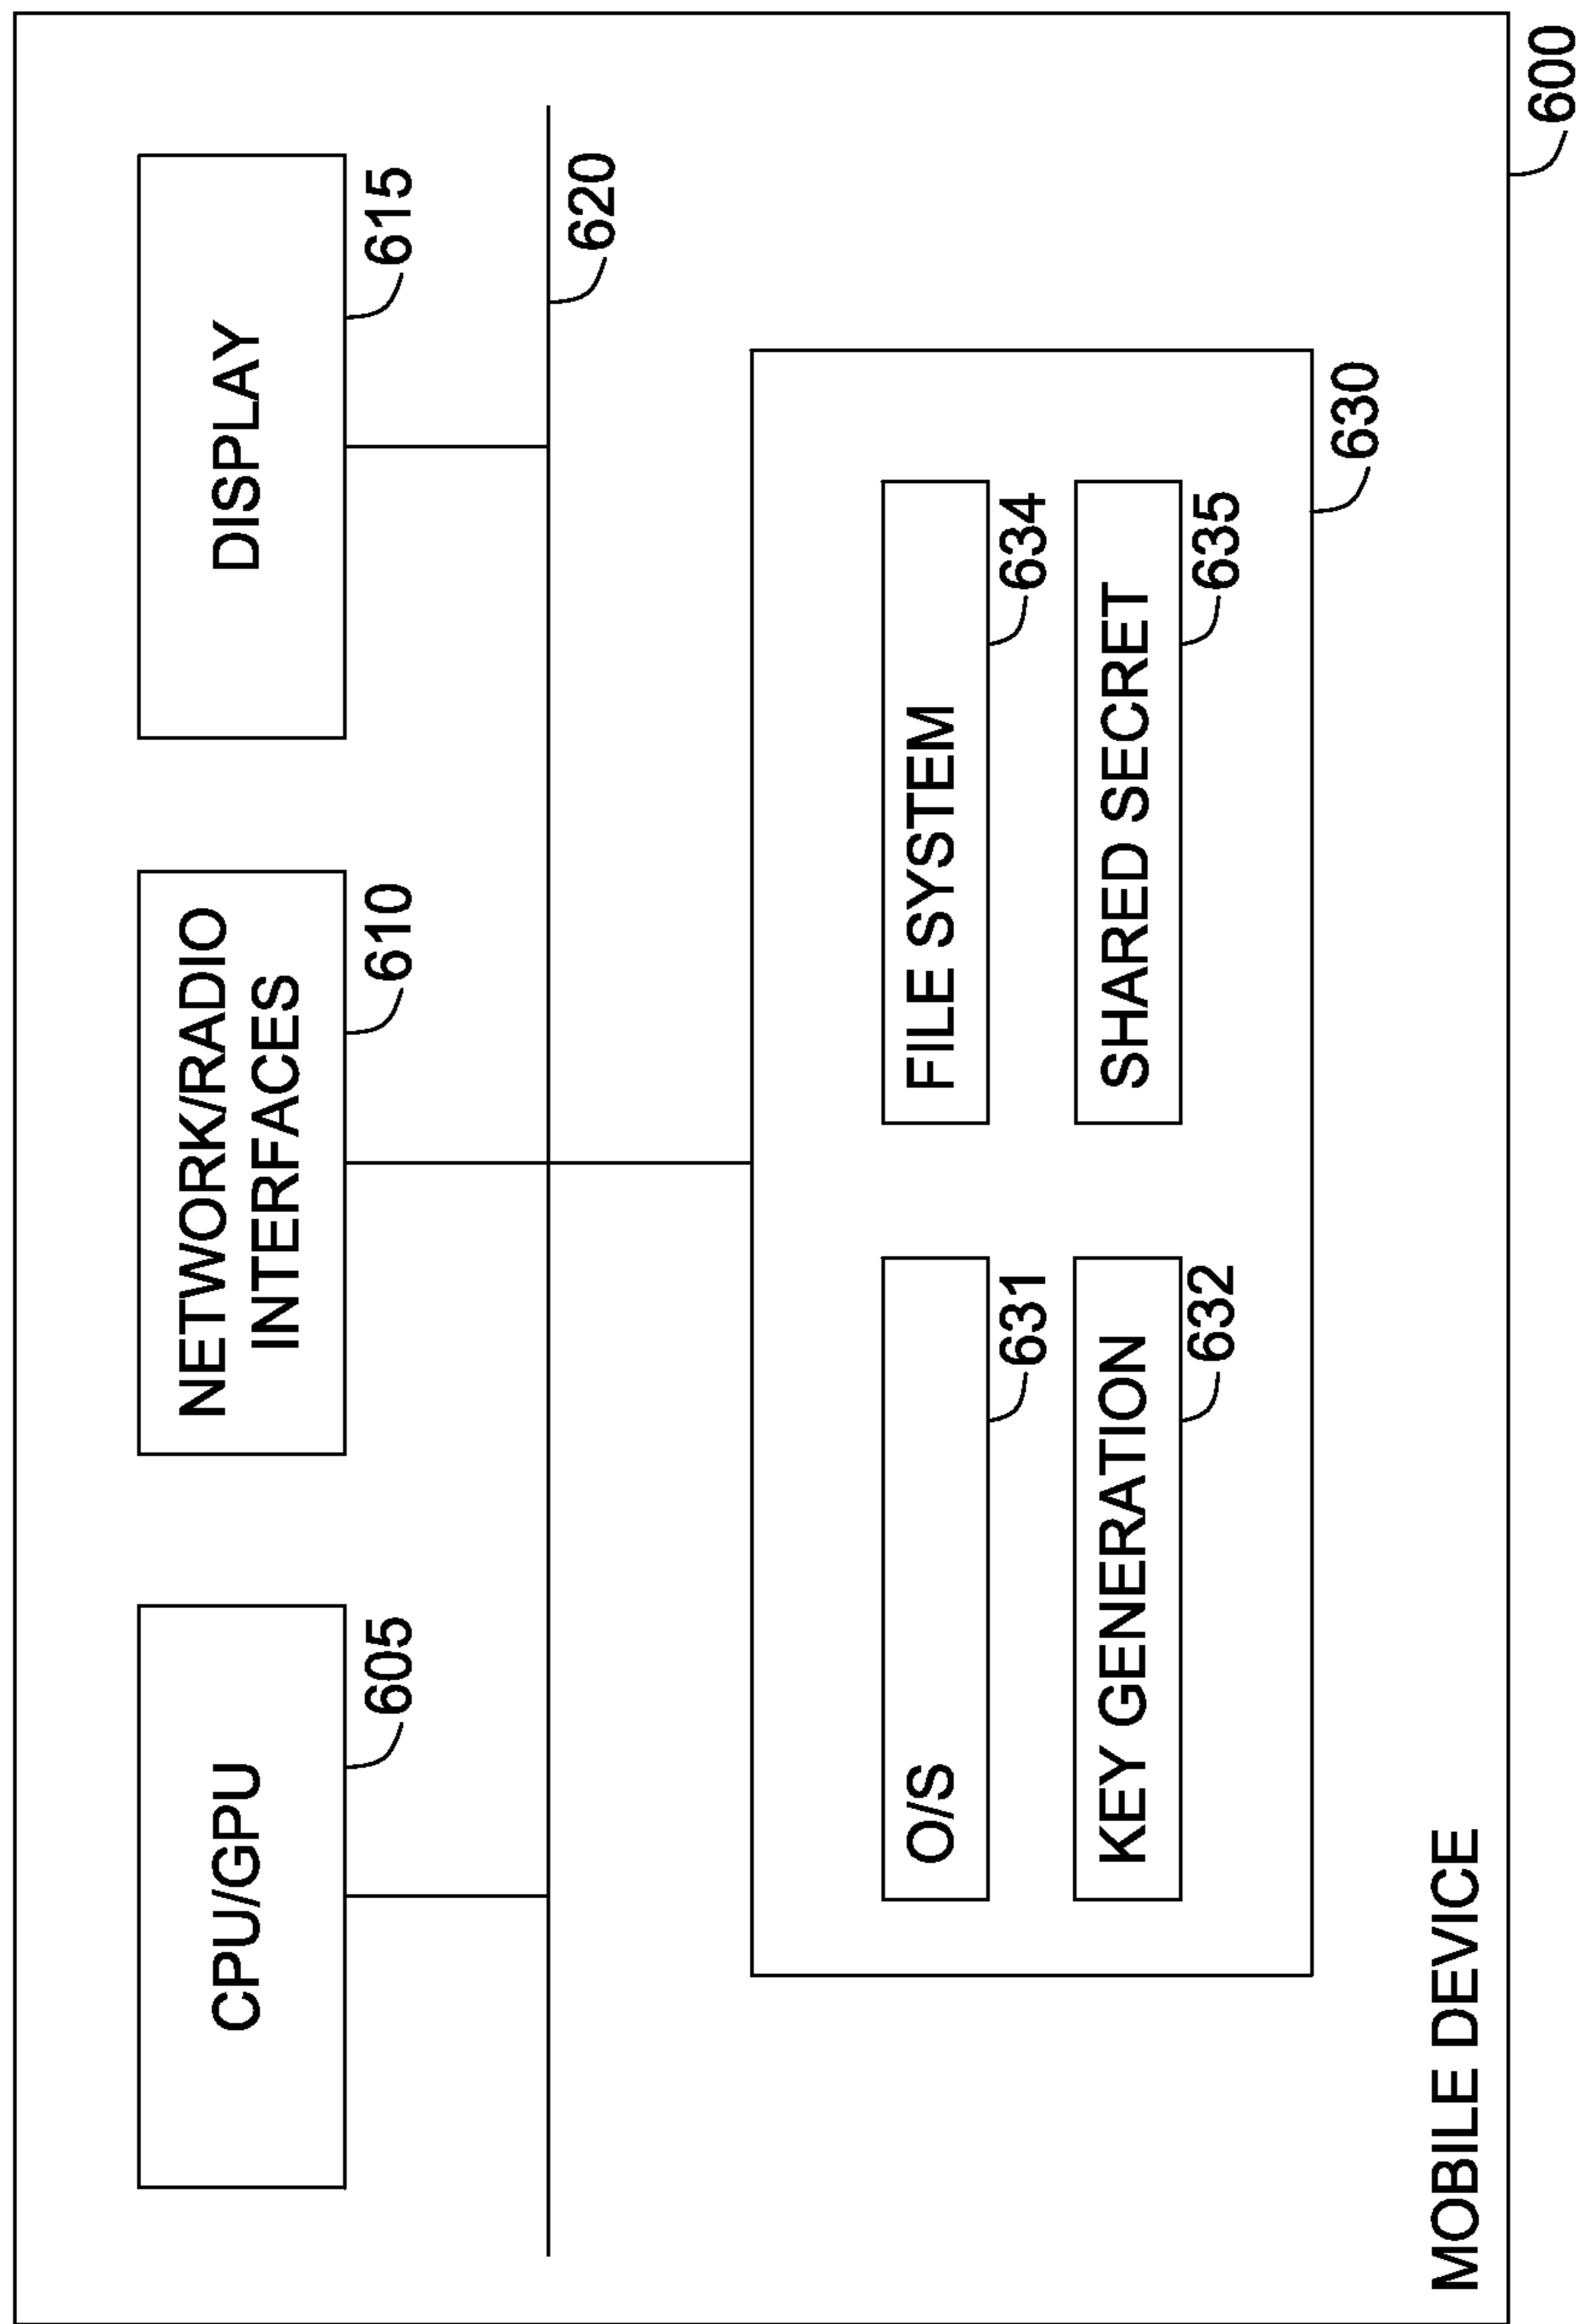 CPU/GPU
605
NETWORK/RADIO
INTERFACES
610
DISPLAY
615
620
O/S
631
FILE SYSTEM
634
KEY GENERATION
632
SHARED SECRET
635
630
MOBILE DEVICE
600